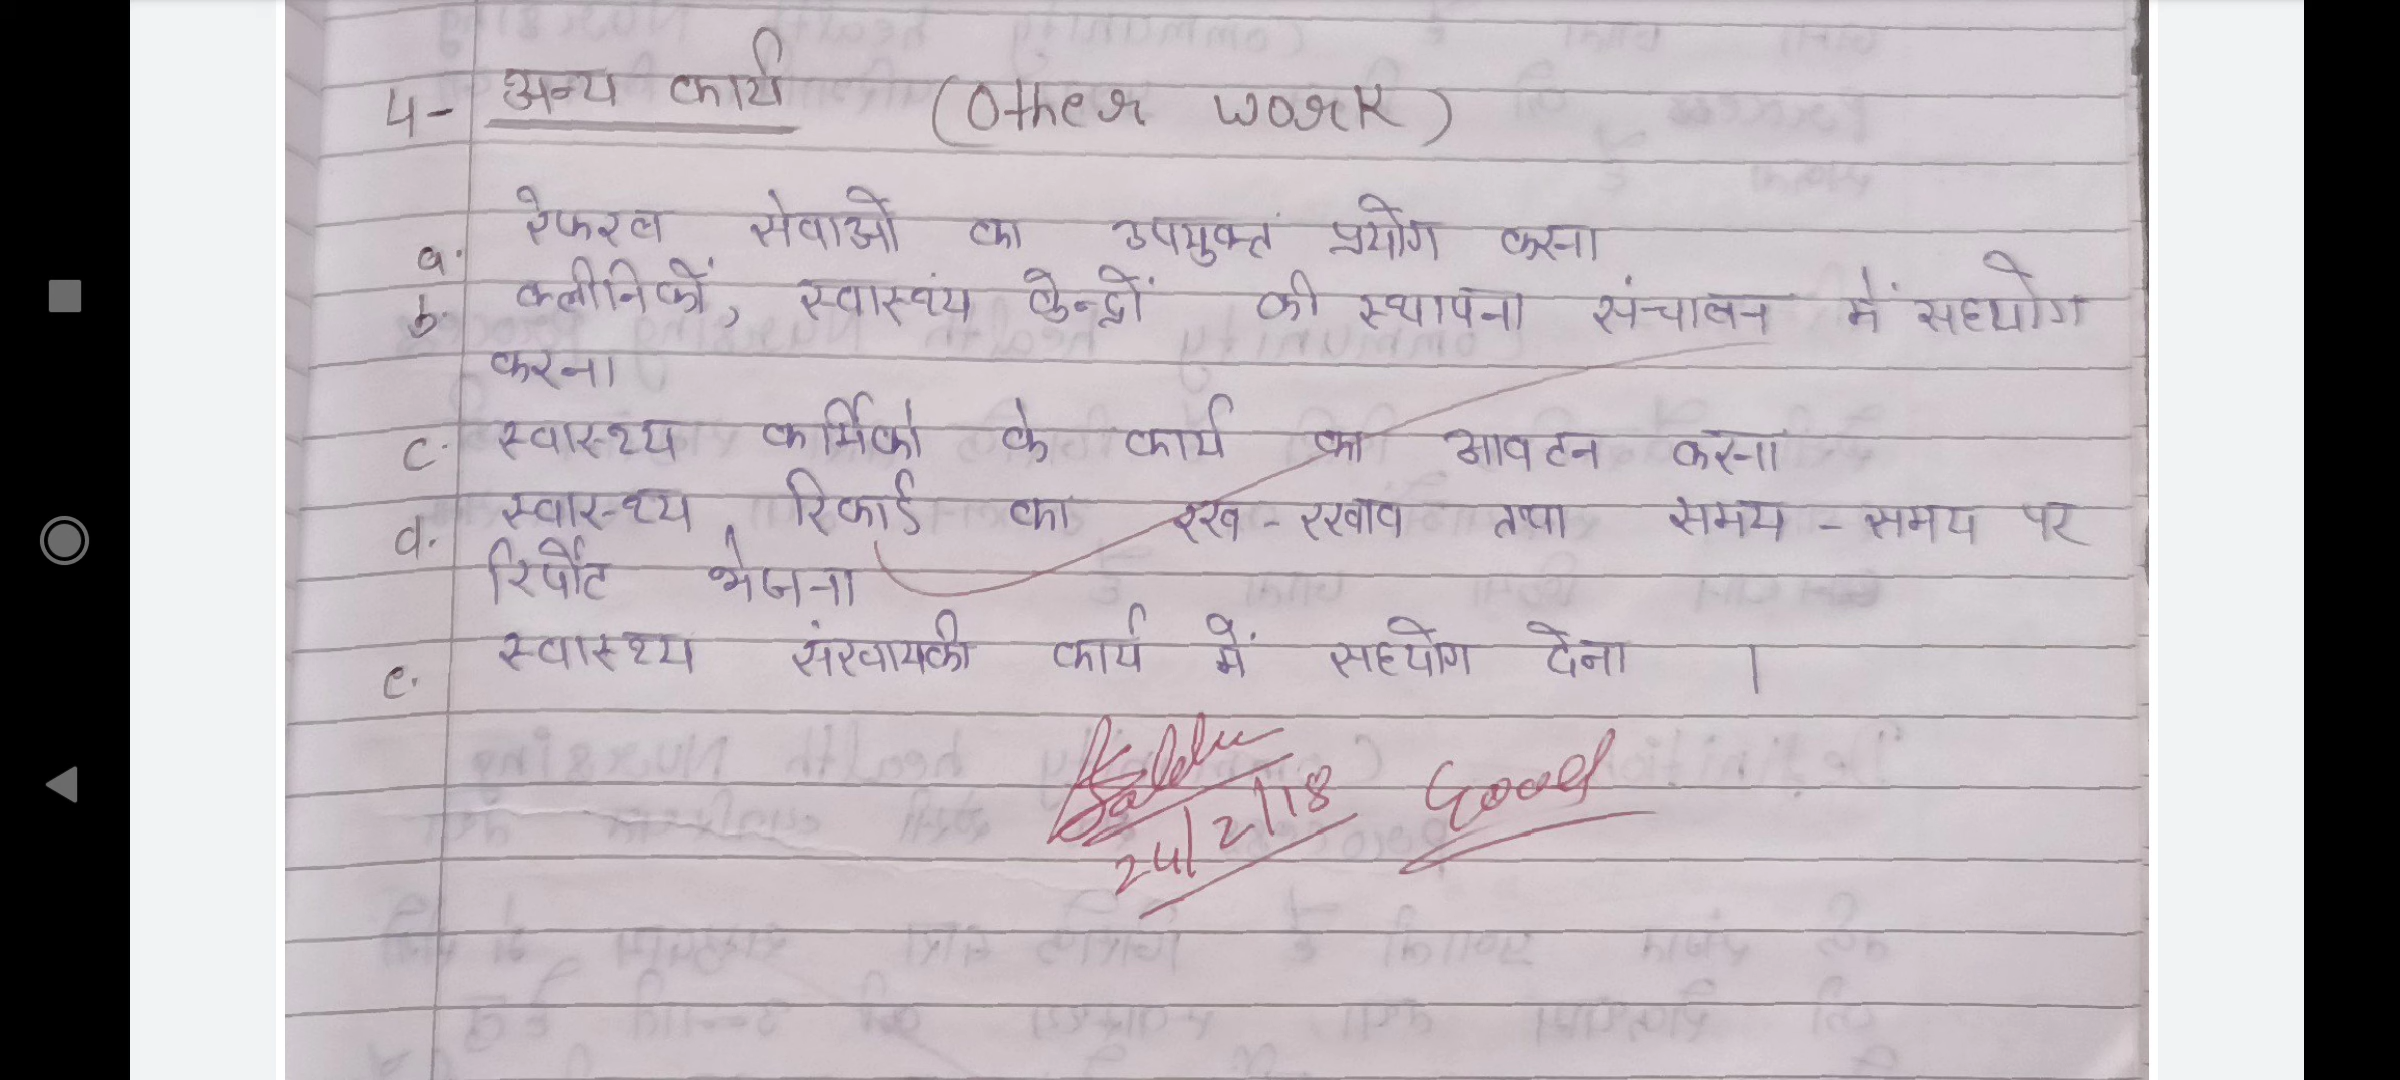 4- अन्य कार्य (Other work)
a. रेफरल सेवाओं का उपयुक्त प्रयोग करना
b. क्लीनिकों, स्वास्थ्य केन्द्रों की स्थापना संचालन में सहयोग
करना
c. स्वास्थ्य कर्मिको के कार्य का आवटन करना
d. स्वास्थ्य रिकार्ड का रख-रखाव तथा समय-समय पर
रिर्पोट भेजना
e. स्वास्थ्य संख्यायकी कार्य में सहयोग देना ।
Good
24/2/18